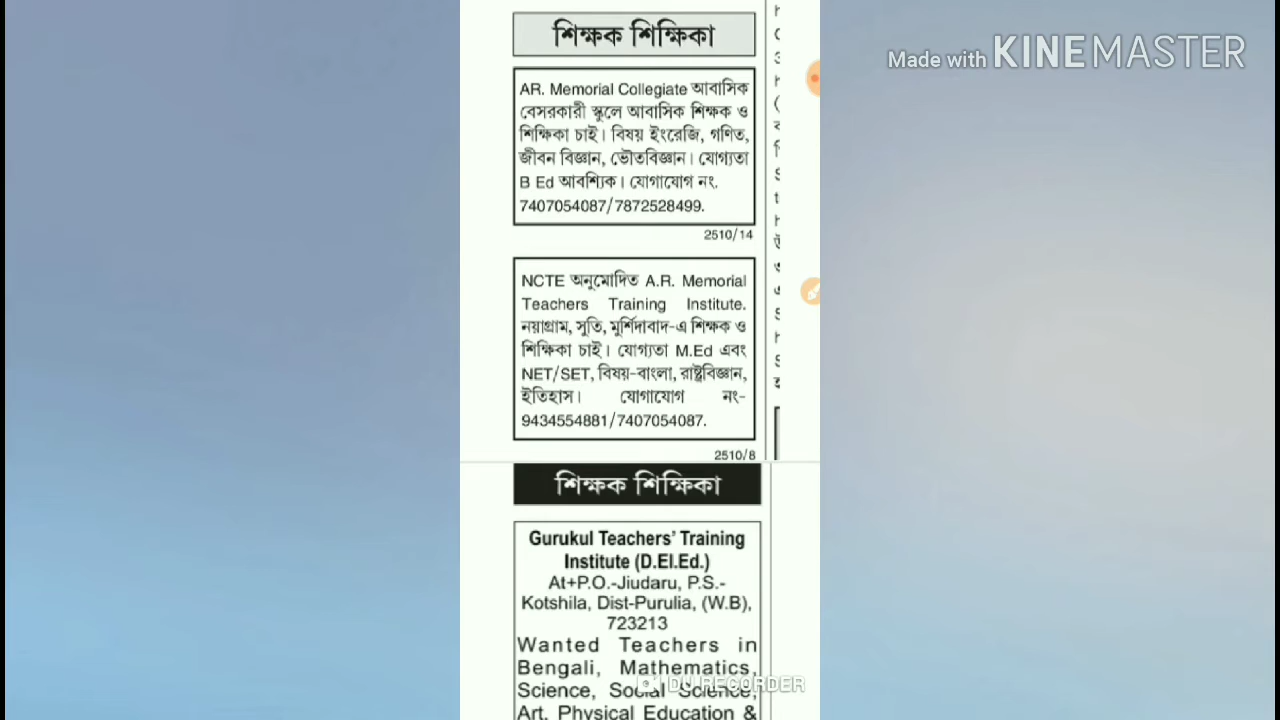 Made with KINEMASTER
শিক্ষক শিক্ষিকা
AR. Memorial Collegiate আবাসিক
বেসরকারী স্কুলে আবাসিক শিক্ষক ও
শিক্ষিকা চাই। বিষয় ইংরেজি, গণিত,
জীবন বিজ্ঞান, ভৌতবিজ্ঞান। যোগ্যতা
B Ed আবশ্যিক। যোগাযোগ নং.
7407054087/7872528499.
2510/14
NCTE অনুমোদিত A.R. Memorial
Teachers Training Institute.
নয়াগ্রাম, সুতি, মুর্শিদাবাদ-এ শিক্ষক ও
শিক্ষিকা চাই। যোগ্যতা M.Ed এবং
NET/SET, বিষয়-বাংলা, রাষ্ট্রবিজ্ঞান,
ইতিহাস। যোগাযোগ নং-
9434554881/7407054087.
2510/8
শিক্ষক শিক্ষিকা
Gurukul Teachers' Training
Institute (D.El.Ed.)
At+P.O.-Jiudaru, P.S.-
Kotshila, Dist-Purulia, (W.B),
723213
Wanted Teachers in
Bengali, Mathematics,
Science, Social Science,
Art, Physical Education &
DU RECORDER